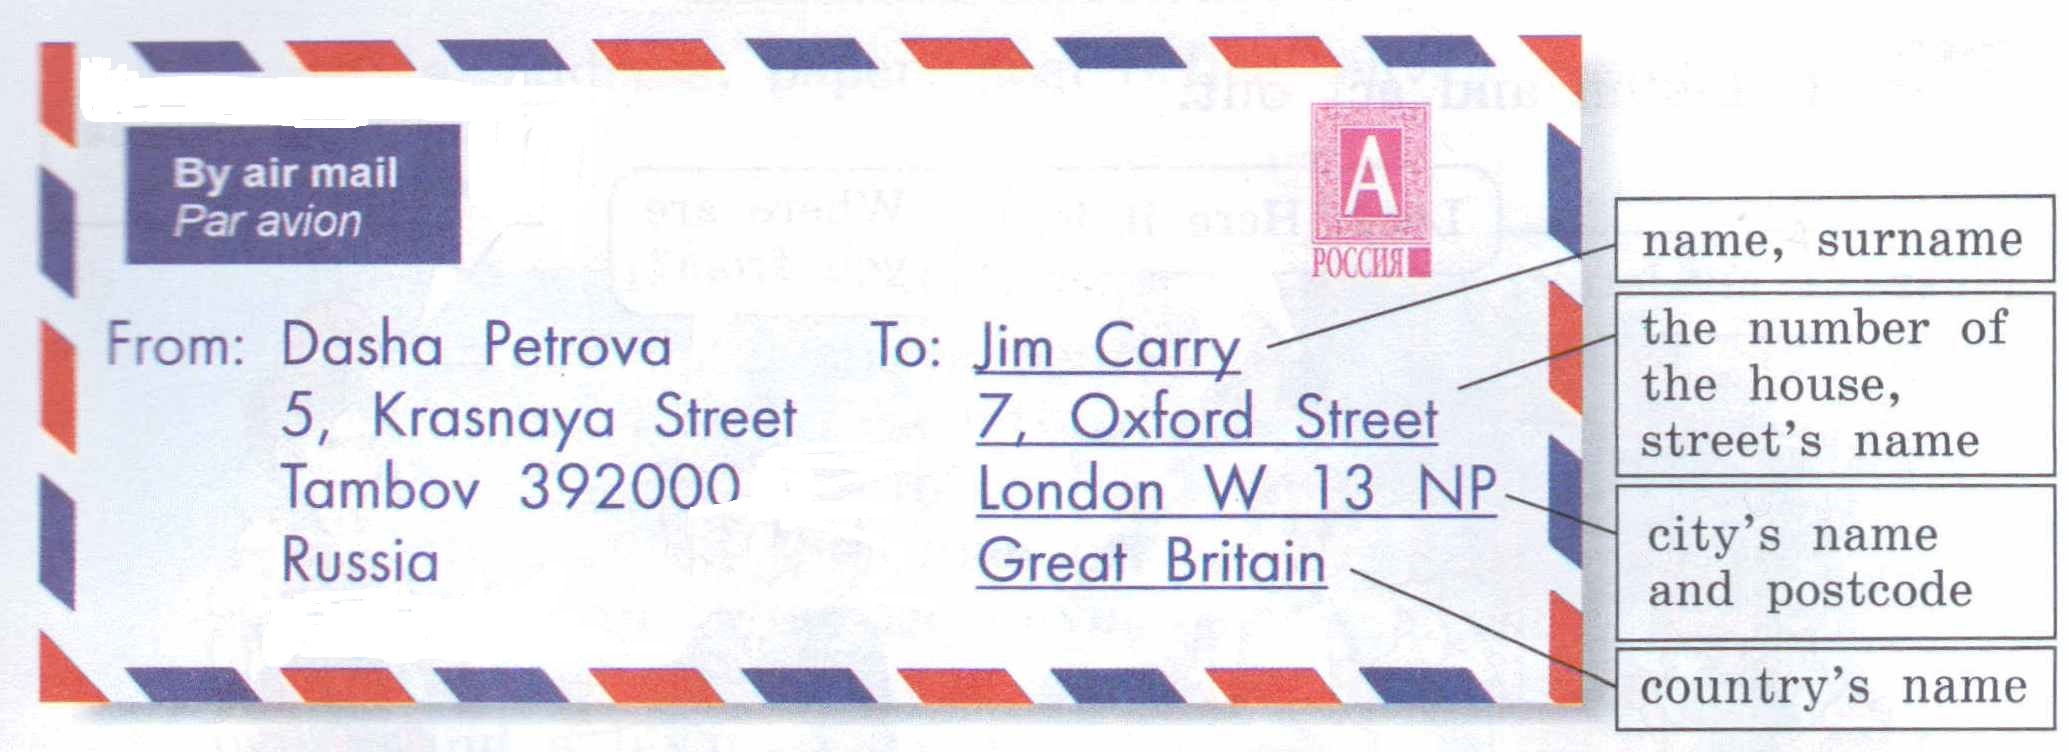 By air mail
Par avion
A
РОССИЯ
From: Dasha Petrova
5, Krasnaya Street
Tambov 392000
Russia
To: Jim Carry
7, Oxford Street
London W 13 NP
Great Britain
name, surname
the number of
the house,
street's name
city's name
and postcode
country's name